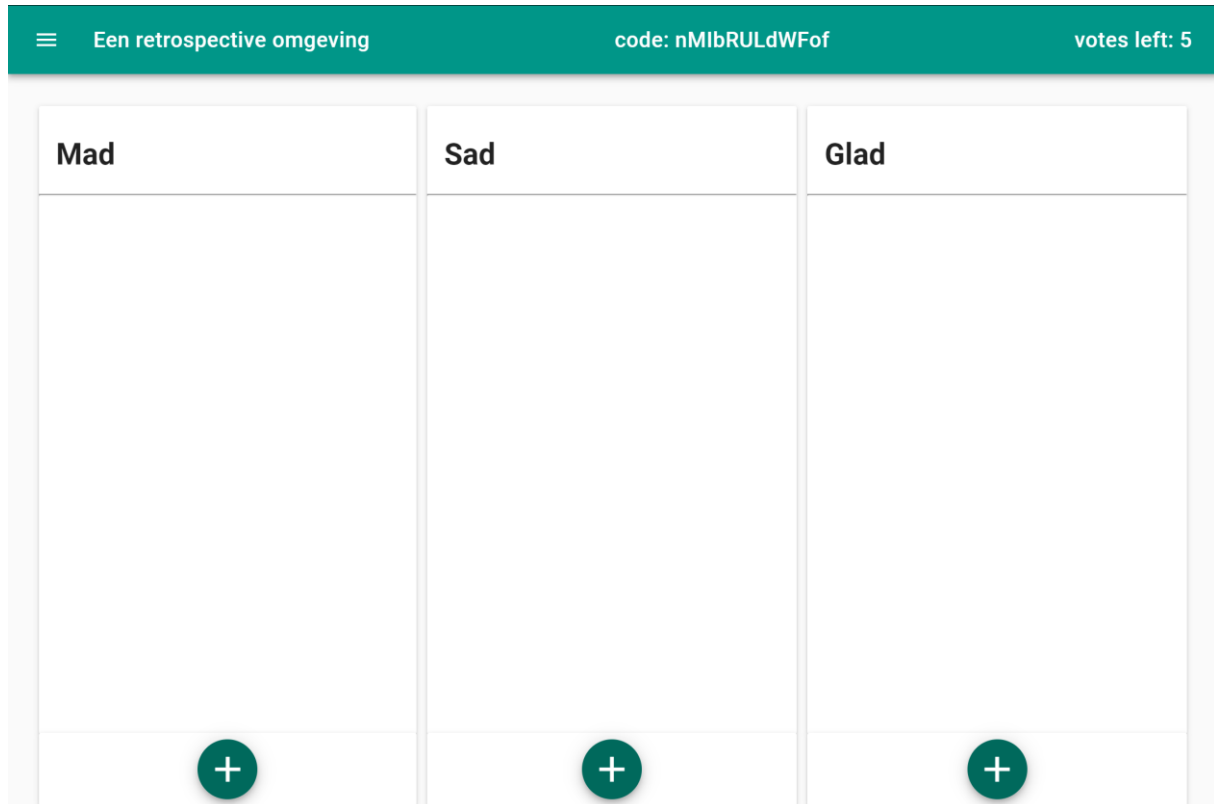 Een retrospective omgeving
code: nMIbRULdWFof
votes left: 5
Mad
Sad
Glad